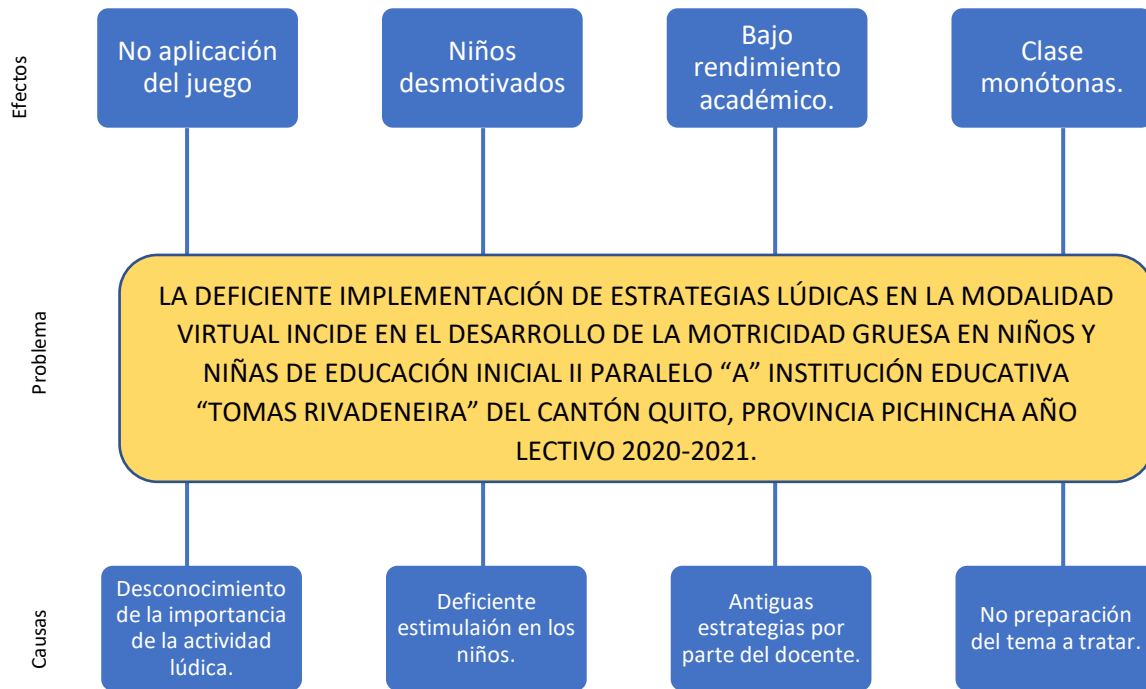 Efectos
No aplicación
del juego
Niños
desmotivados
Bajo
rendimiento
académico.
Clase
monótonas.
Problema
LA DEFICIENTE IMPLEMENTACIÓN DE ESTRATEGIAS LÚDICAS EN LA MODALIDAD
VIRTUAL INCIDE EN EL DESARROLLO DE LA MOTRICIDAD GRUESA EN NIÑOS Y
NIÑAS DE EDUCACIÓN INICIAL II PARALELO “A” INSTITUCIÓN EDUCATIVA
“TOMAS RIVADENEIRA” DEL CANTÓN QUITO, PROVINCIA PICHINCHA AÑO
LECTIVO 2020-2021.
Causas
Desconocimiento
de la importancia
de la actividad
lúdica.
Deficiente
estimulaión en los
niños.
Antiguas
estrategias por
parte del docente.
No preparación
del tema a tratar.